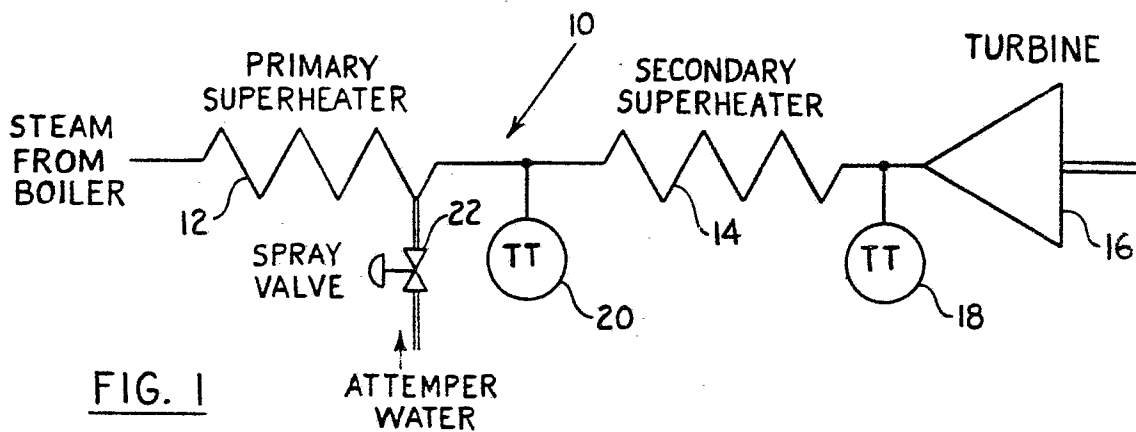 10
TURBINE
PRIMARY
SUPERHEATER
SECONDARY
SUPERHEATER
STEAM
FROM
BOILER
12
22
14
16
SPRAY
VALVE
TT
20
TT
18
ATTEMPER
WATER
FIG. 1